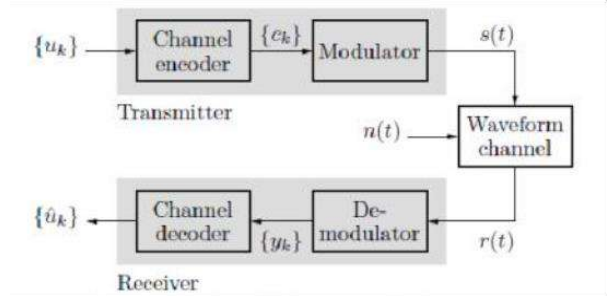 {u_k}
Channel
encoder
{c_k}
Modulator
s(t)
Transmitter
n(t)
Waveform
channel
{û_k}
Channel
decoder
{y_k}
De-
modulator
r(t)
Receiver